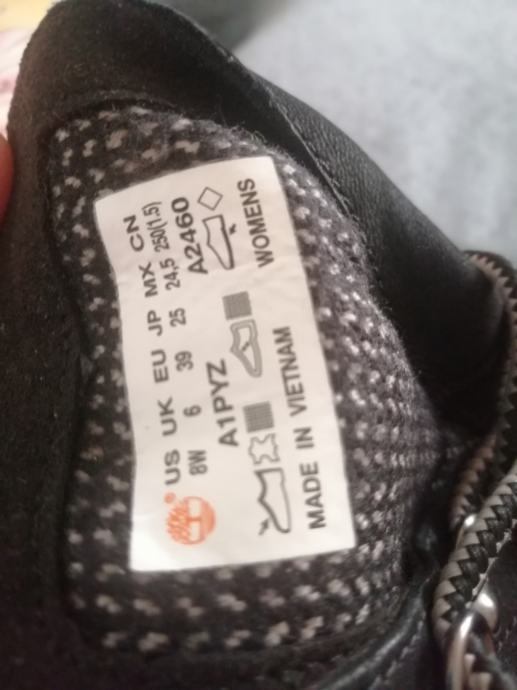 US UK EU JP MX CN
8W 6 39 25 24,5 250(1.5)
A1PYZ A2460
WOMENS
MADE IN VIETNAM